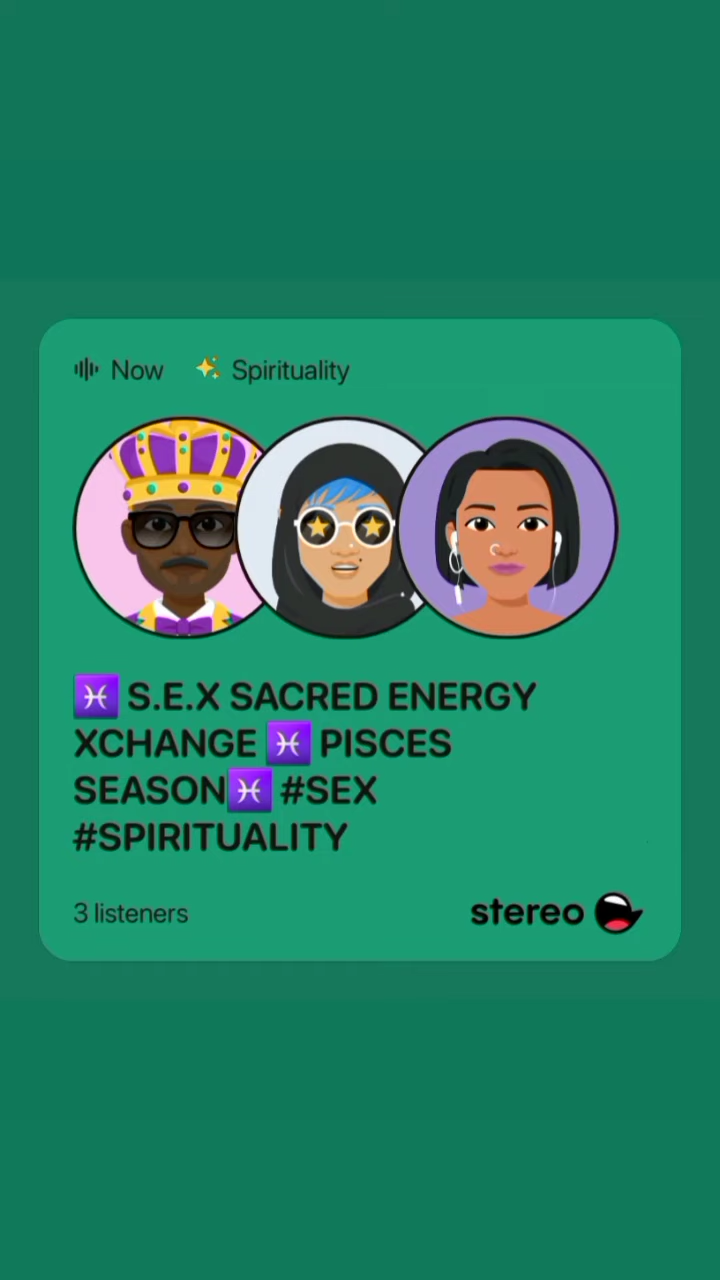 Now ✨ Spirituality
♓ S.E.X SACRED ENERGY
XCHANGE ♓ PISCES
SEASON♓ #SEX
#SPIRITUALITY
3 listeners
stereo